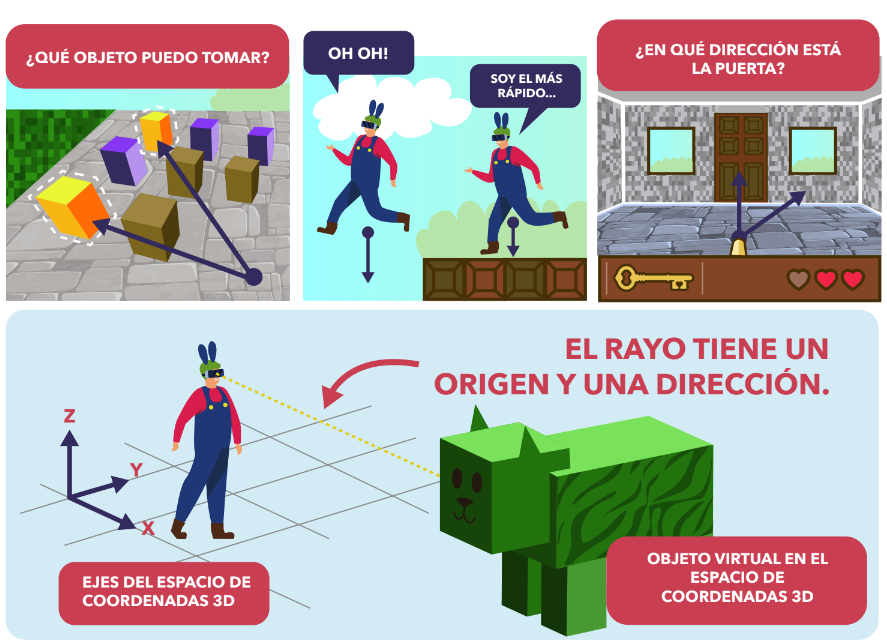 ¿QUÉ OBJETO PUEDO TOMAR?
OH OH!
SOY EL MÁS
RÁPIDO...
¿EN QUÉ DIRECCIÓN ESTÁ
LA PUERTA?
EL RAYO TIENE UN
ORIGEN Y UNA DIRECCIÓN.
Z
Y
X
EJES DEL ESPACIO DE
COORDENADAS 3D
OBJETO VIRTUAL EN EL
ESPACIO DE
COORDENADAS 3D